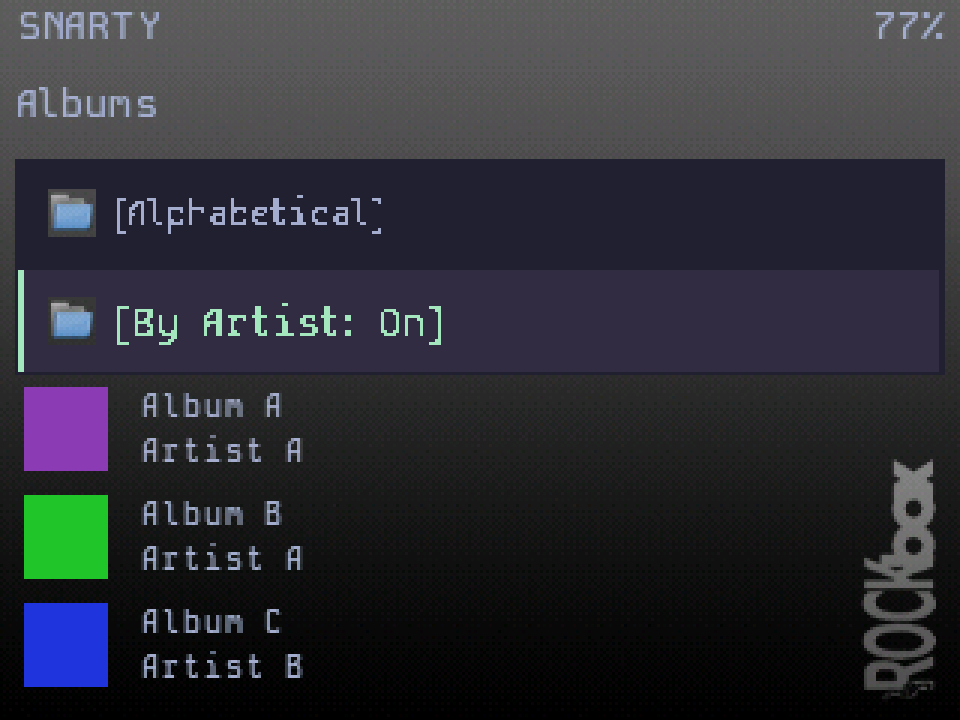 SNARTY 77%
Albums
[Alphabetical]
[By Artist: On]
Album A
Artist A
Album B
Artist A
Album C
Artist B
ROCKbox